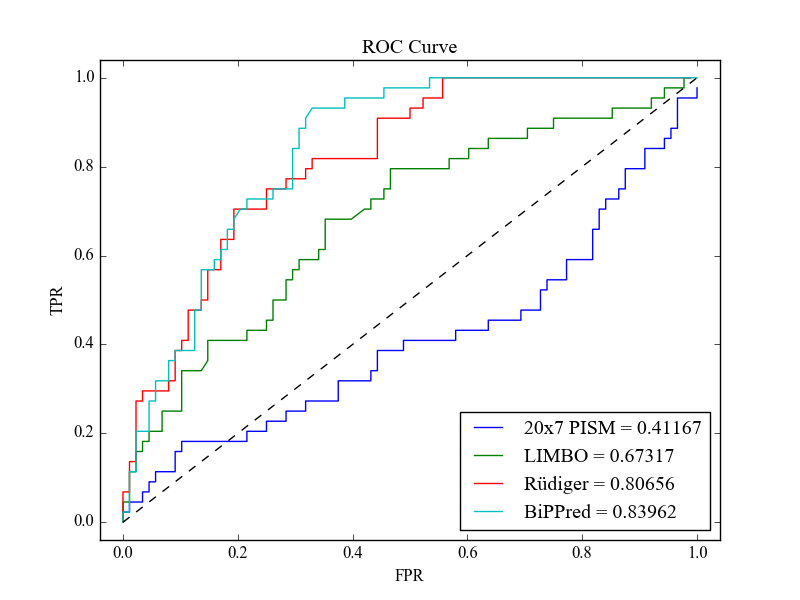 ROC Curve
TPR
1.0
0.8
0.6
0.4
0.2
0.0
20x7 PISM = 0.41167
LIMBO = 0.67317
Rüdiger = 0.80656
BiPPred = 0.83962
0.0 0.2 0.4 0.6 0.8 1.0
FPR